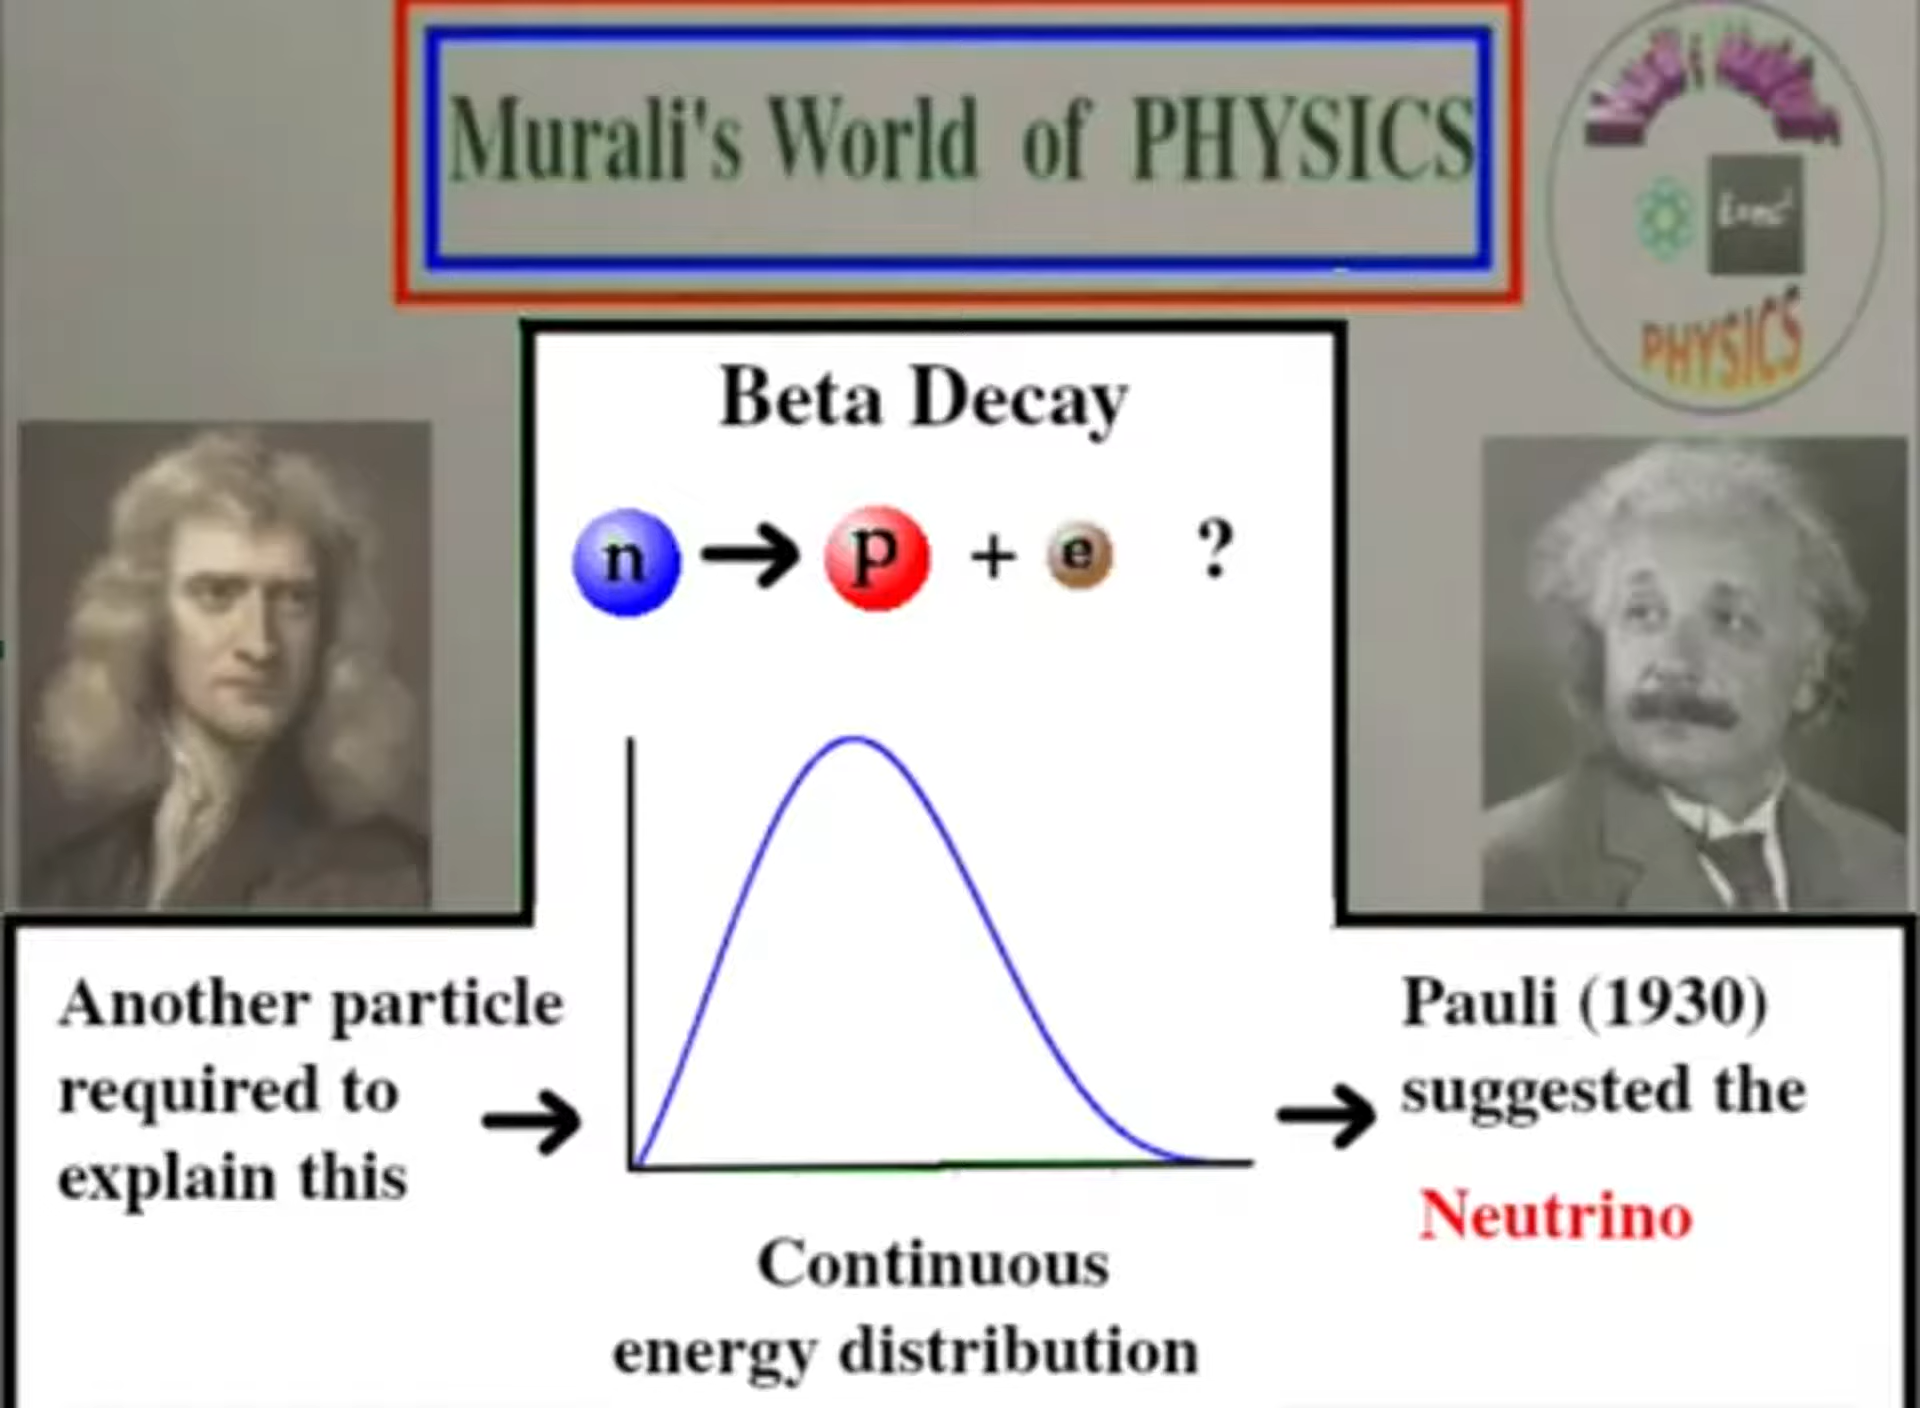 Murali's World of PHYSICS
E=mc²
PHYSICS
Beta Decay
n → p + e ?
Another particle
required to
explain this
→
→
Pauli (1930)
suggested the
Neutrino
Continuous
energy distribution